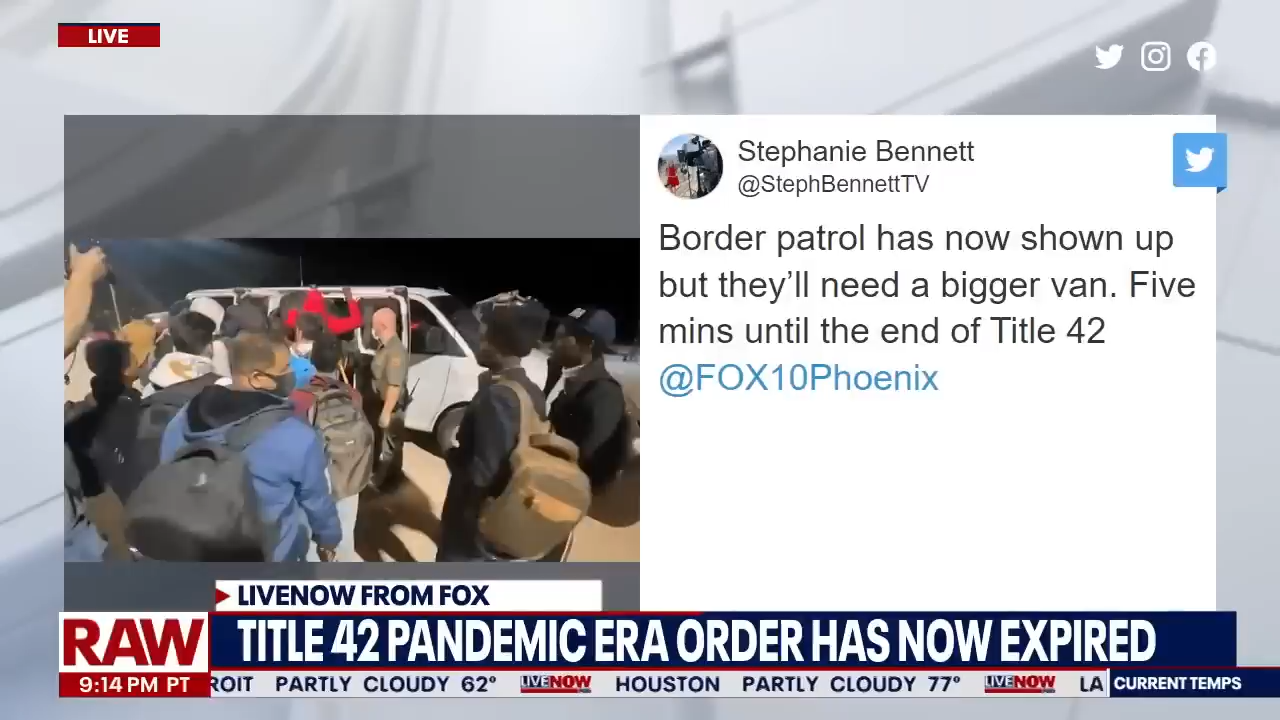 LIVE
Stephanie Bennett
@StephBennettTV
Border patrol has now shown up
but they’ll need a bigger van. Five
mins until the end of Title 42
@FOX10Phoenix
LIVENOW FROM FOX
RAW
TITLE 42 PANDEMIC ERA ORDER HAS NOW EXPIRED
9:14 PM PT
ROIT PARTLY CLOUDY 62° LIVENOW HOUSTON PARTLY CLOUDY 77° LIVENOW LA CURRENT TEMPS